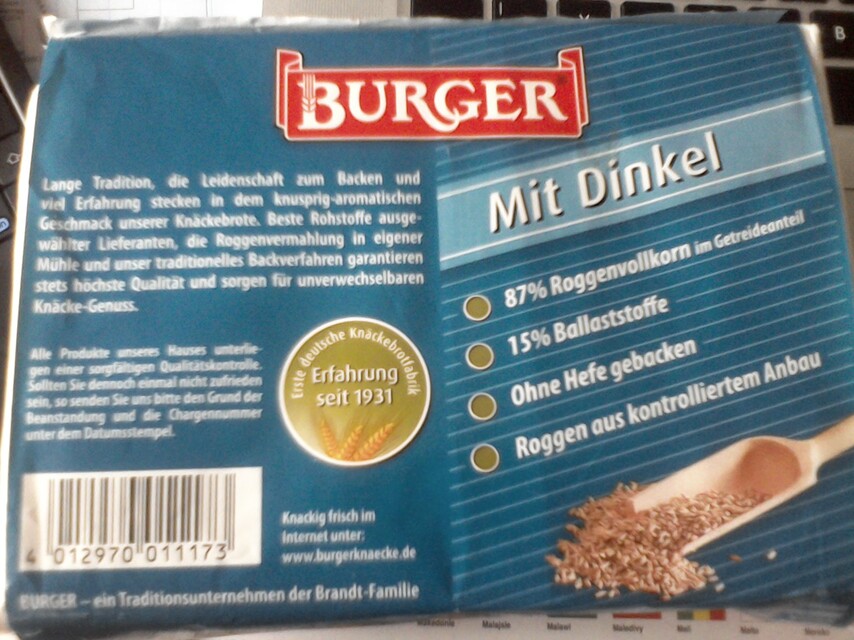 B
BURGER
Mit Dinkel
Lange Tradition, die Leidenschaft zum Backen und
viel Erfahrung stecken in dem knusprig-aromatischen
Geschmack unserer Knäckebrote. Beste Rohstoffe ausge-
wählter Lieferanten, die Roggenvermahlung in eigener
Mühle und unser traditionelles Backverfahren garantieren
stets höchste Qualität und sorgen für unverwechselbaren
Knäcke-Genuss.
87% Roggenvollkorn im Getreideanteil
15% Ballaststoffe
Ohne Hefe gebacken
Roggen aus kontrolliertem Anbau
Alle Produkte unseres Hauses unterlie-
gen einer sorgfältigen Qualitätskontrolle.
Sollten Sie dennoch einmal nicht zufrieden
sein, so senden Sie uns bitte den Grund der
Beanstandung und die Chargennummer
unter dem Datumsstempel.
Erste deutsche Knäckebrotfabrik
Erfahrung
seit 1931
4 012970 011173
Knackig frisch im
Internet unter:
www.burgerknaecke.de
BURGER – ein Traditionsunternehmen der Brandt-Familie
Malajsie
Malawi
Maledivy
Mali